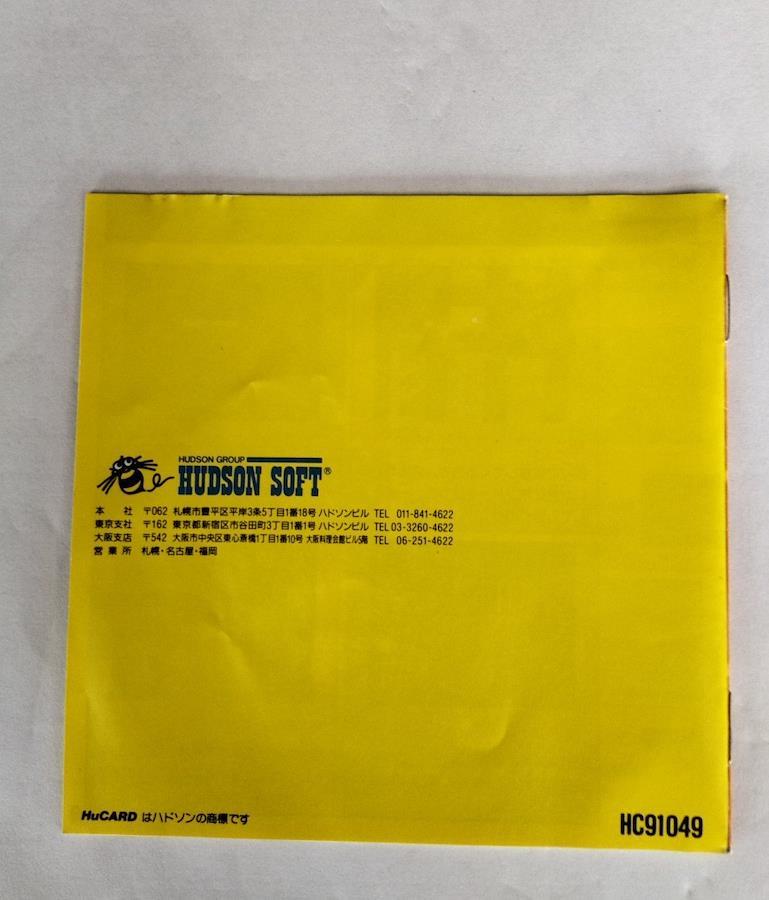 HUDSON GROUP
HUDSON SOFT®
本 社 〒062 札幌市豊平区平岸3条5丁目1番18号 ハドソンビル TEL 011-841-4622
東京支社 〒162 東京都新宿区市谷田町3丁目1番1号 ハドソンビル TEL 03-3260-4622
大阪支店 〒542 大阪市中央区東心斎橋1丁目1番10号 大阪料理会館ビル5階 TEL 06-251-4622
営業所 札幌・名古屋・福岡
HuCARD はハドソンの商標です
HC91049